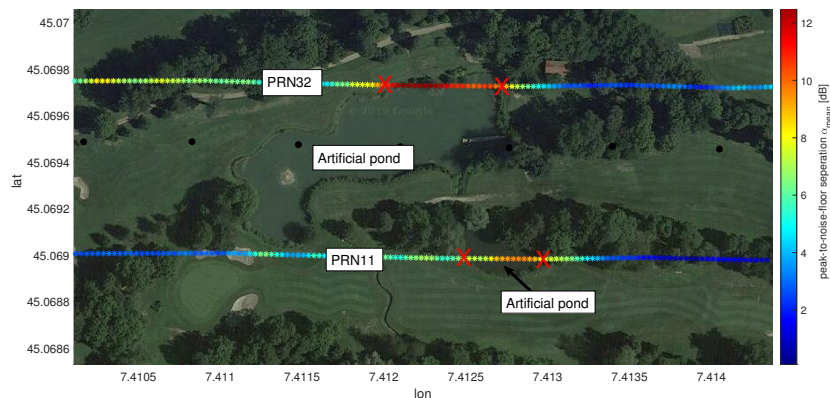 45.07
45.0698
45.0696
45.0694
45.0692
45.069
45.0688
45.0686
lat
PRN32
2019 Google
Artificial pond
PRN11
Artificial pond
7.4105
7.411
7.4115
7.412
7.4125
7.413
7.4135
7.414
lon
12
10
8
6
4
2
peak-to-noise-floor seperation α_mean [dB]